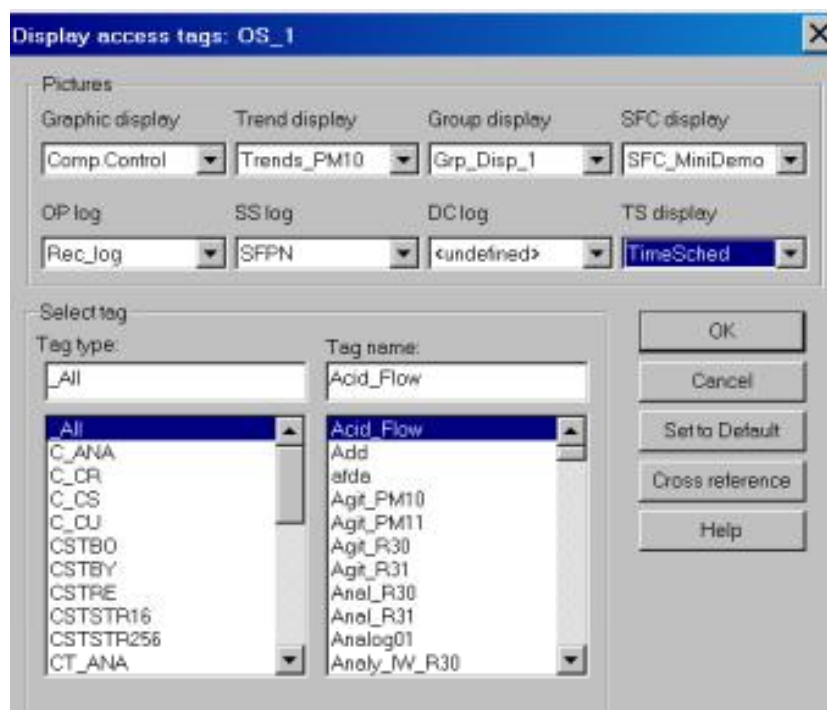 Display access tags: OS_1
Pictures
Graphic display Trend display Group display SFC display
Comp.Control Trends_PM10 Grp_Disp_1 SFC_MiniDemo
OP log SS log DC log TS display
Rec_log SFPN <undefined> TimeSched
Select tag
Tag type: Tag name:
_All Acid_Flow
_All Acid_Flow
C_ANA Add
C_CR afda
C_CS Agit_PM10
C_CU Agit_PM11
CSTBO Agit_R30
CSTBY Agit_R31
CSTRE Anal_R30
CSTSTR16 Anal_R31
CSTSTR256 Analog01
CT_ANA Analy_IW_R30
OK
Cancel
Set to Default
Cross reference
Help